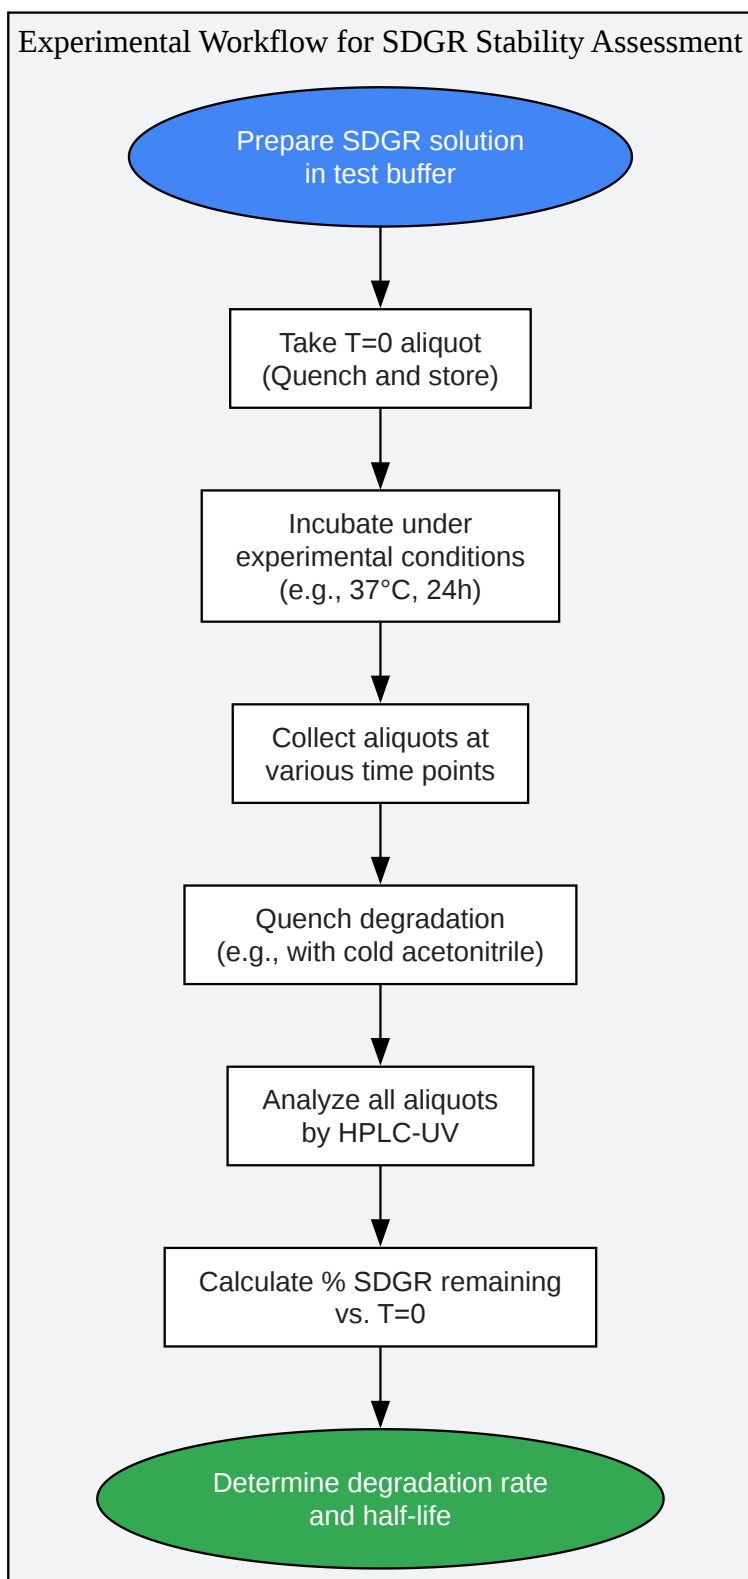 Experimental Workflow for SDGR Stability Assessment
Prepare SDGR solution
in test buffer
Take T=0 aliquot
(Quench and store)
Incubate under
experimental conditions
(e.g., 37°C, 24h)
Collect aliquots at
various time points
Quench degradation
(e.g., with cold acetonitrile)
Analyze all aliquots
by HPLC-UV
Calculate % SDGR remaining
vs. T=0
Determine degradation rate
and half-life